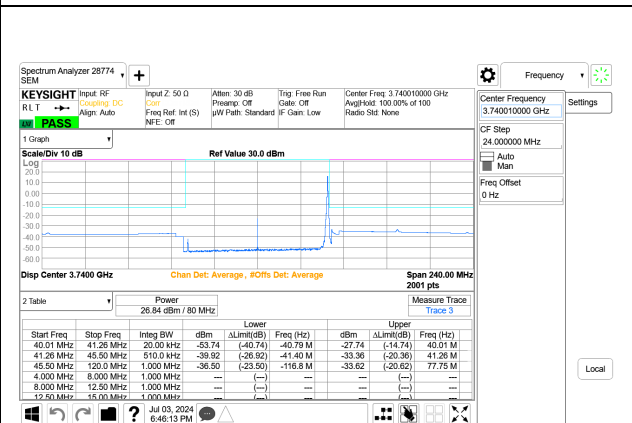 Spectrum Analyzer 28774
SEM
Frequency
KEYSIGHT
RLT
LNI PASS
Input: RF
Coupling: DC
Align: Auto
Input Z: 50 Ω
Corr
Freq Ref: Int (S)
NFE: Off
Atten: 30 dB
Preamp: Off
µW Path: Standard
Trig: Free Run
Gate: Off
IF Gain: Low
Center Freq: 3.740010000 GHz
Avg|Hold: 100.00% of 100
Radio Std: None
Center Frequency
3.740010000 GHz
Settings
CF Step
24.000000 MHz
Auto
Man
Freq Offset
0 Hz
1 Graph
Scale/Div 10 dB
Ref Value 30.0 dBm
Log
20.0
10.0
0.00
-10.0
-20.0
-30.0
-40.0
-50.0
-60.0
Disp Center 3.7400 GHz
Chan Det: Average, #Offs Det: Average
Span 240.00 MHz
2001 pts
2 Table
Power
26.84 dBm / 80 MHz
Measure Trace
Trace 3
Lower Upper
Start Freq Stop Freq Integ BW dBm ΔLimit(dB) Freq (Hz) dBm ΔLimit(dB) Freq (Hz)
40.01 MHz 41.26 MHz 20.00 kHz -53.74 (-40.74) -40.79 M -27.74 (-14.74) 40.01 M
41.26 MHz 45.50 MHz 510.0 kHz -39.92 (-26.92) -41.40 M -33.36 (-20.36) 41.26 M
45.50 MHz 120.0 MHz 1.000 MHz -36.50 (-23.50) -116.8 M -33.62 (-20.62) 77.75 M
4.000 MHz 8.000 MHz 1.000 MHz --- (---) --- (---)
8.000 MHz 12.50 MHz 1.000 MHz --- (---) --- (---)
12.50 MHz 15.00 MHz 1.000 MHz --- (---) --- (---)
Local
Jul 03, 2024
6:46:13 PM